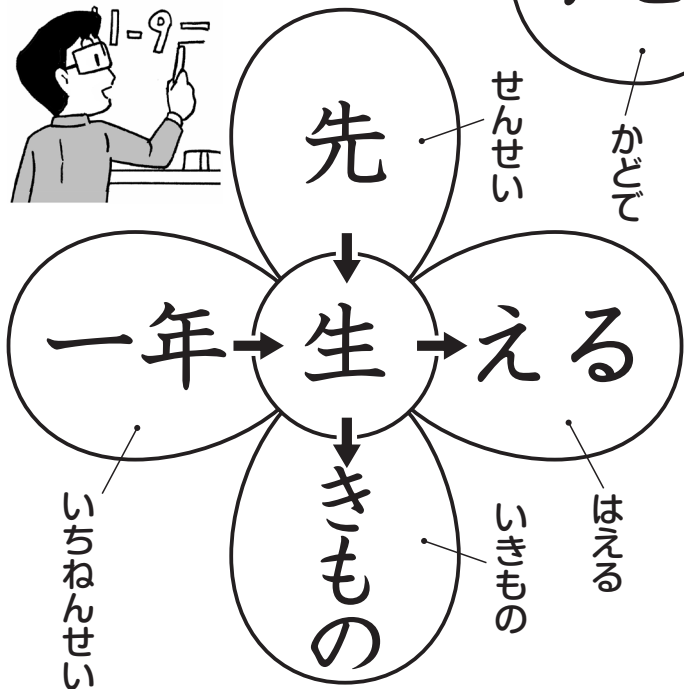 1-9=
先
せんせい
かどで
一年
生
える
いちねんせい
きもの
いきもの
はえる